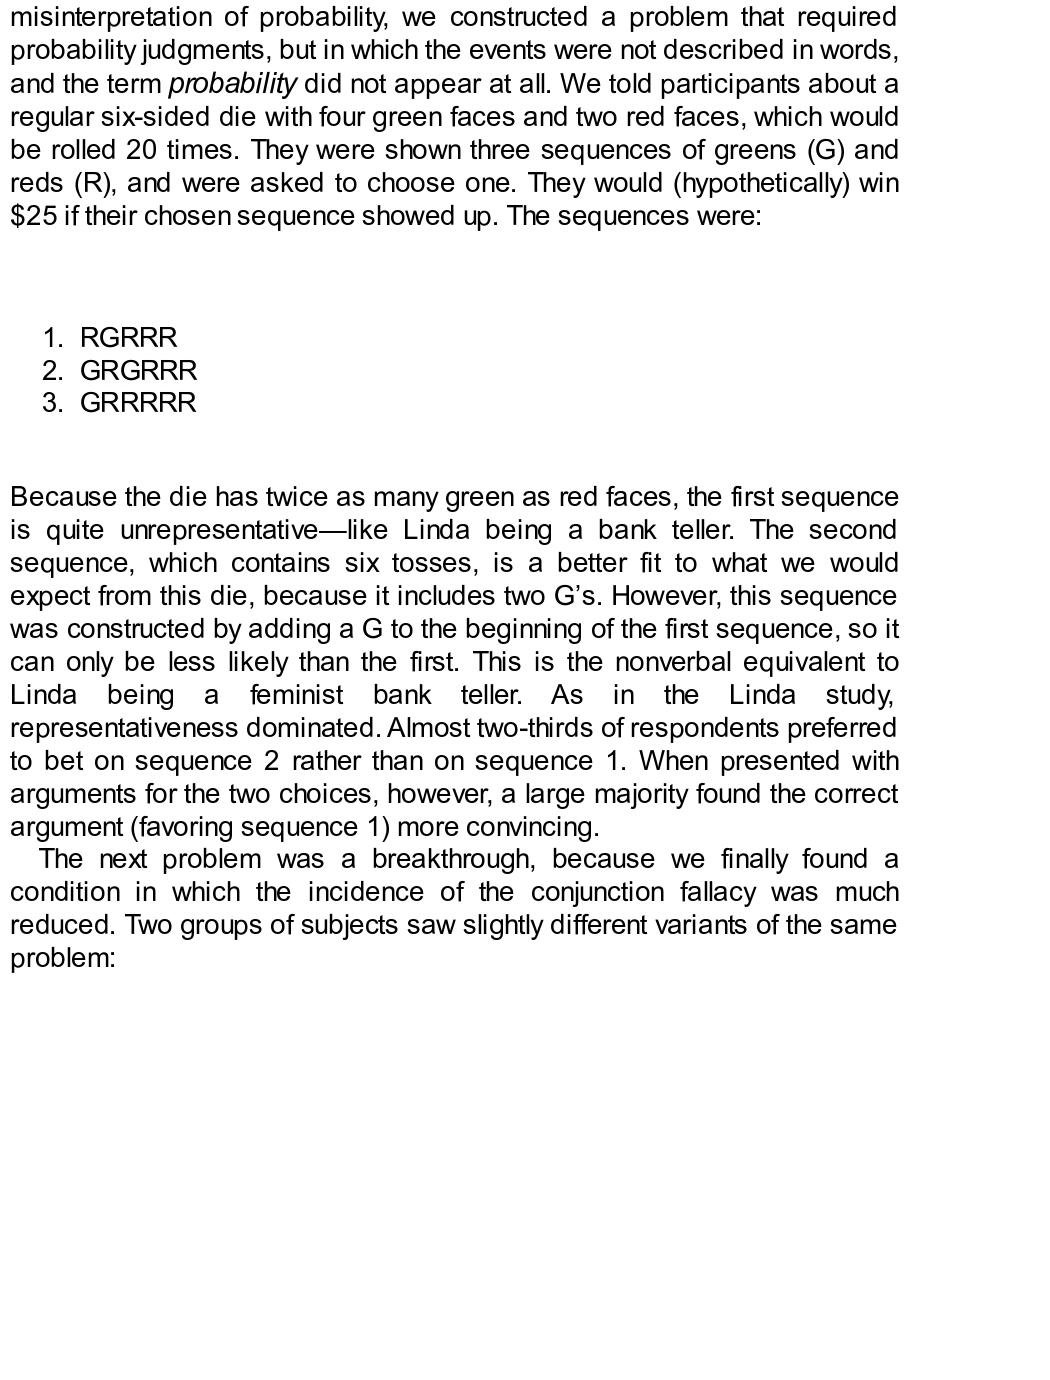 misinterpretation of probability, we constructed a problem that required
probability judgments, but in which the events were not described in words,
and the term probability did not appear at all. We told participants about a
regular six-sided die with four green faces and two red faces, which would
be rolled 20 times. They were shown three sequences of greens (G) and
reds (R), and were asked to choose one. They would (hypothetically) win
$25 if their chosen sequence showed up. The sequences were:
1. RGRRR
2. GRGRRR
3. GRRRRR
Because the die has twice as many green as red faces, the first sequence
is quite unrepresentative—like Linda being a bank teller. The second
sequence, which contains six tosses, is a better fit to what we would
expect from this die, because it includes two G’s. However, this sequence
was constructed by adding a G to the beginning of the first sequence, so it
can only be less likely than the first. This is the nonverbal equivalent to
Linda being a feminist bank teller. As in the Linda study,
representativeness dominated. Almost two-thirds of respondents preferred
to bet on sequence 2 rather than on sequence 1. When presented with
arguments for the two choices, however, a large majority found the correct
argument (favoring sequence 1) more convincing.
The next problem was a breakthrough, because we finally found a
condition in which the incidence of the conjunction fallacy was much
reduced. Two groups of subjects saw slightly different variants of the same
problem: